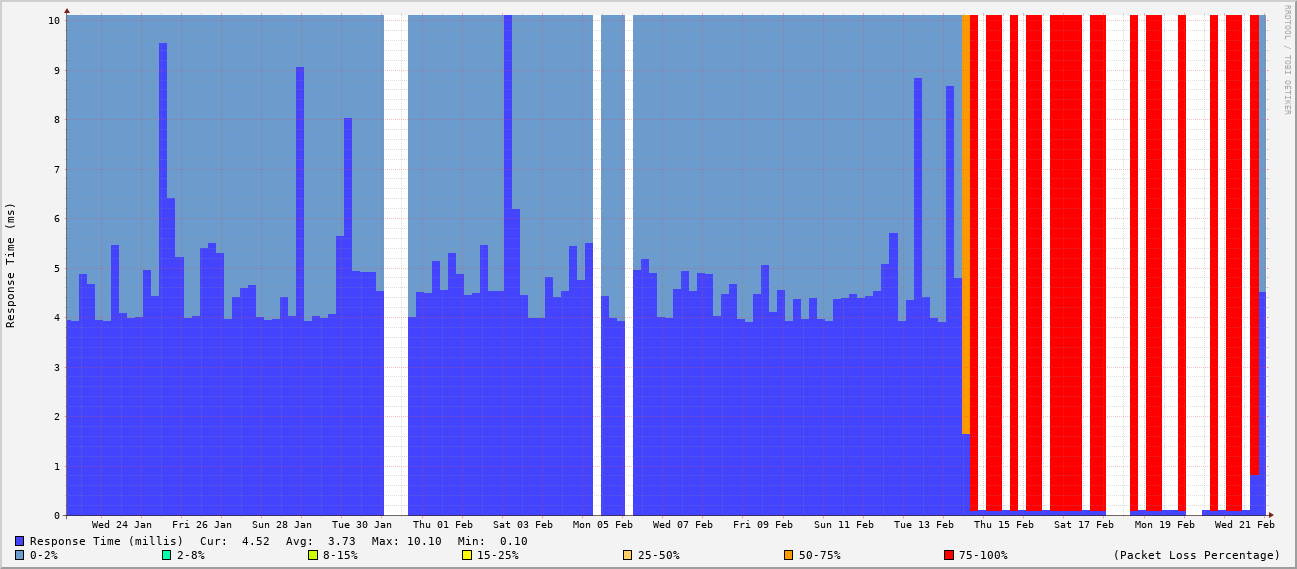 RRDTOOL / TOBI OETIKER
Response Time (ms)
10
9
8
7
6
5
4
3
2
1
0
Wed 24 Jan Fri 26 Jan Sun 28 Jan Tue 30 Jan Thu 01 Feb Sat 03 Feb Mon 05 Feb Wed 07 Feb Fri 09 Feb Sun 11 Feb Tue 13 Feb Thu 15 Feb Sat 17 Feb Mon 19 Feb Wed 21 Feb
Response Time (millis) Cur: 4.52 Avg: 3.73 Max: 10.10 Min: 0.10
0-2% 2-8% 8-15% 15-25% 25-50% 50-75% 75-100% (Packet Loss Percentage)